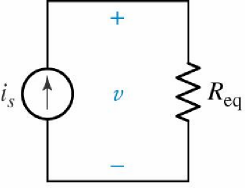 +
i_s v R_eq
−